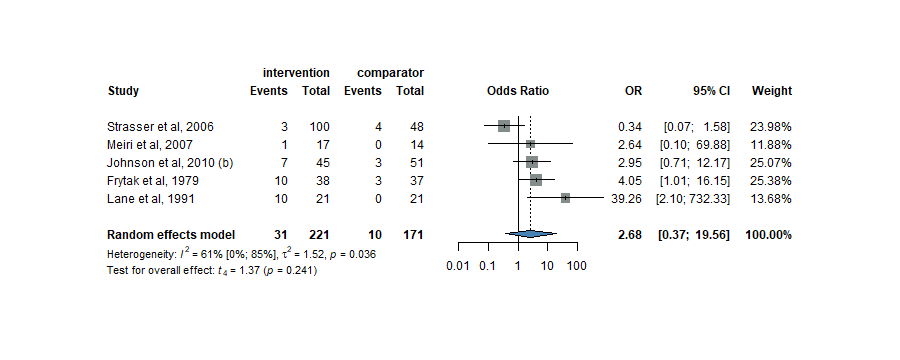 intervention comparator
Study Events Total Events Total Odds Ratio OR 95% CI Weight
Strasser et al, 2006 3 100 4 48 0.34 [0.07; 1.58] 23.98%
Meiri et al, 2007 1 17 0 14 2.64 [0.10; 69.88] 11.88%
Johnson et al, 2010 (b) 7 45 3 51 2.95 [0.71; 12.17] 25.07%
Frytak et al, 1979 10 38 3 37 4.05 [1.01; 16.15] 25.38%
Lane et al, 1991 10 21 0 21 39.26 [2.10; 732.33] 13.68%
Random effects model 31 221 10 171 2.68 [0.37; 19.56] 100.00%
Heterogeneity: I² = 61% [0%; 85%], τ² = 1.52, p = 0.036
Test for overall effect: t₄ = 1.37 (p = 0.241)
0.01 0.1 1 10 100